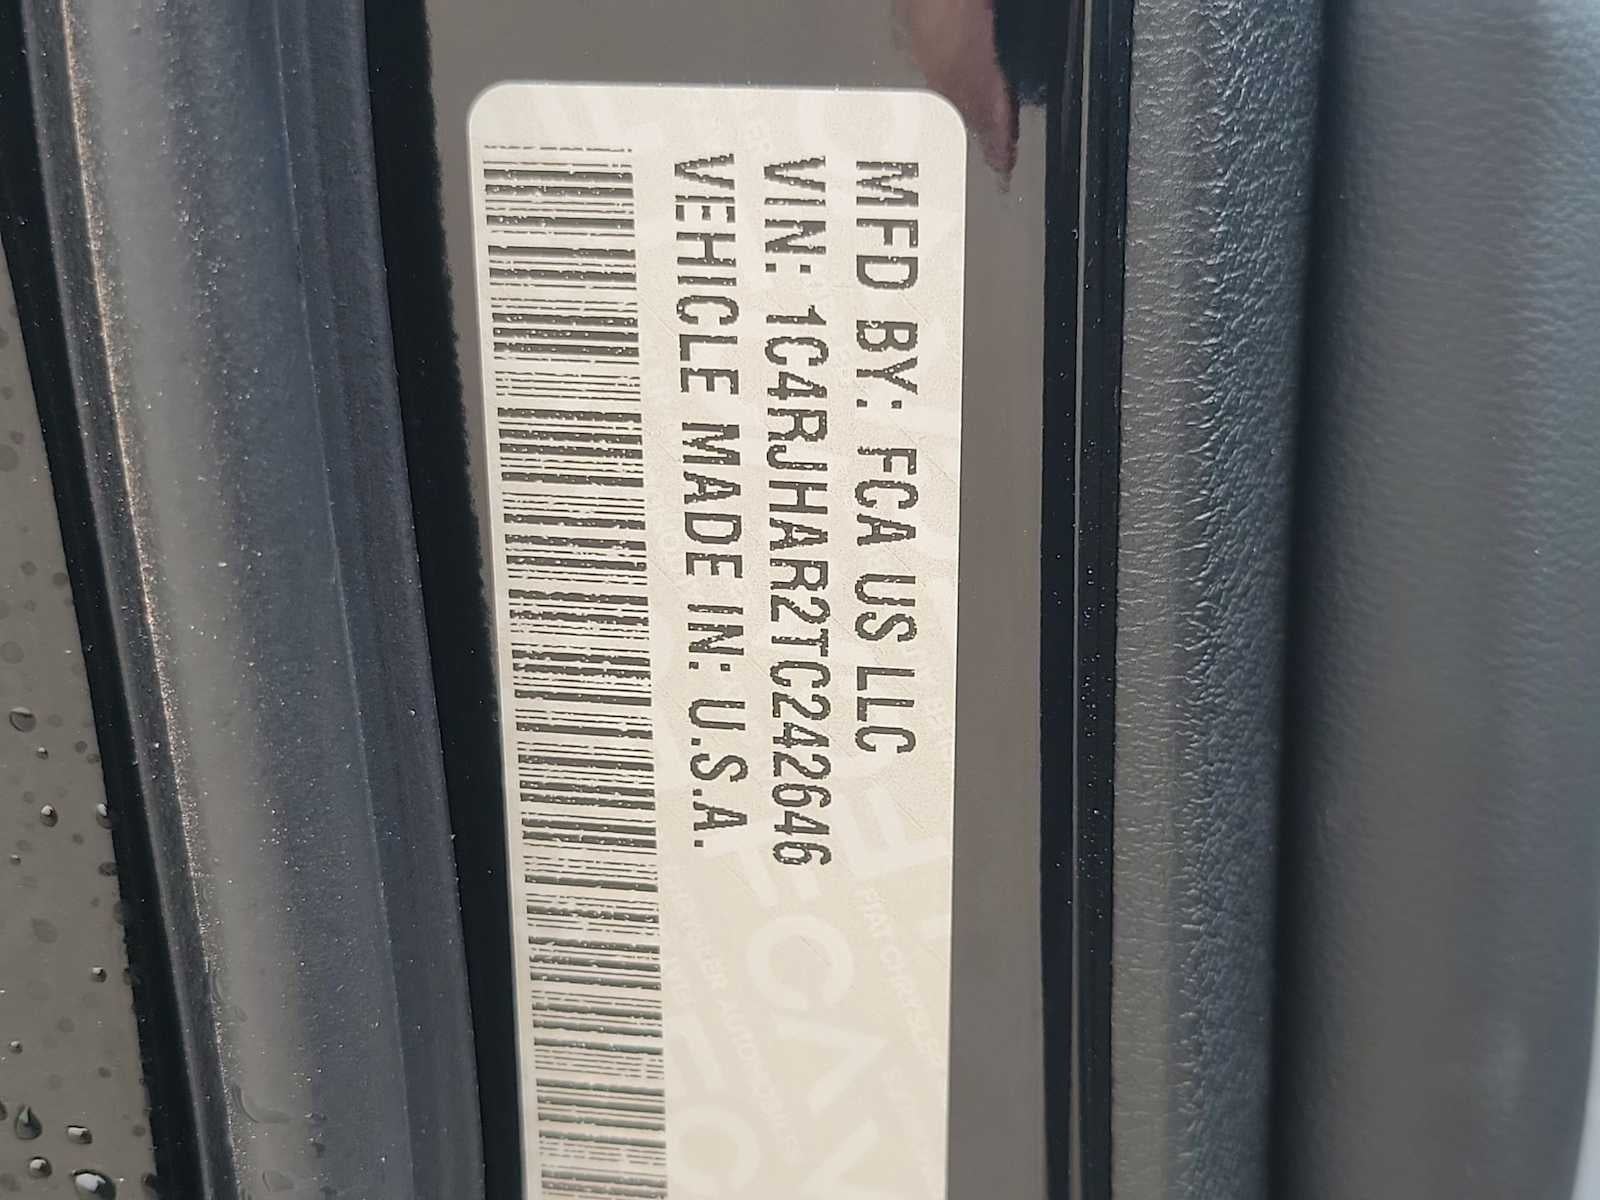 MFD BY: FCA US LLC
VIN: 1C4RJHAR2TC242646
VEHICLE MADE IN: U.S.A.